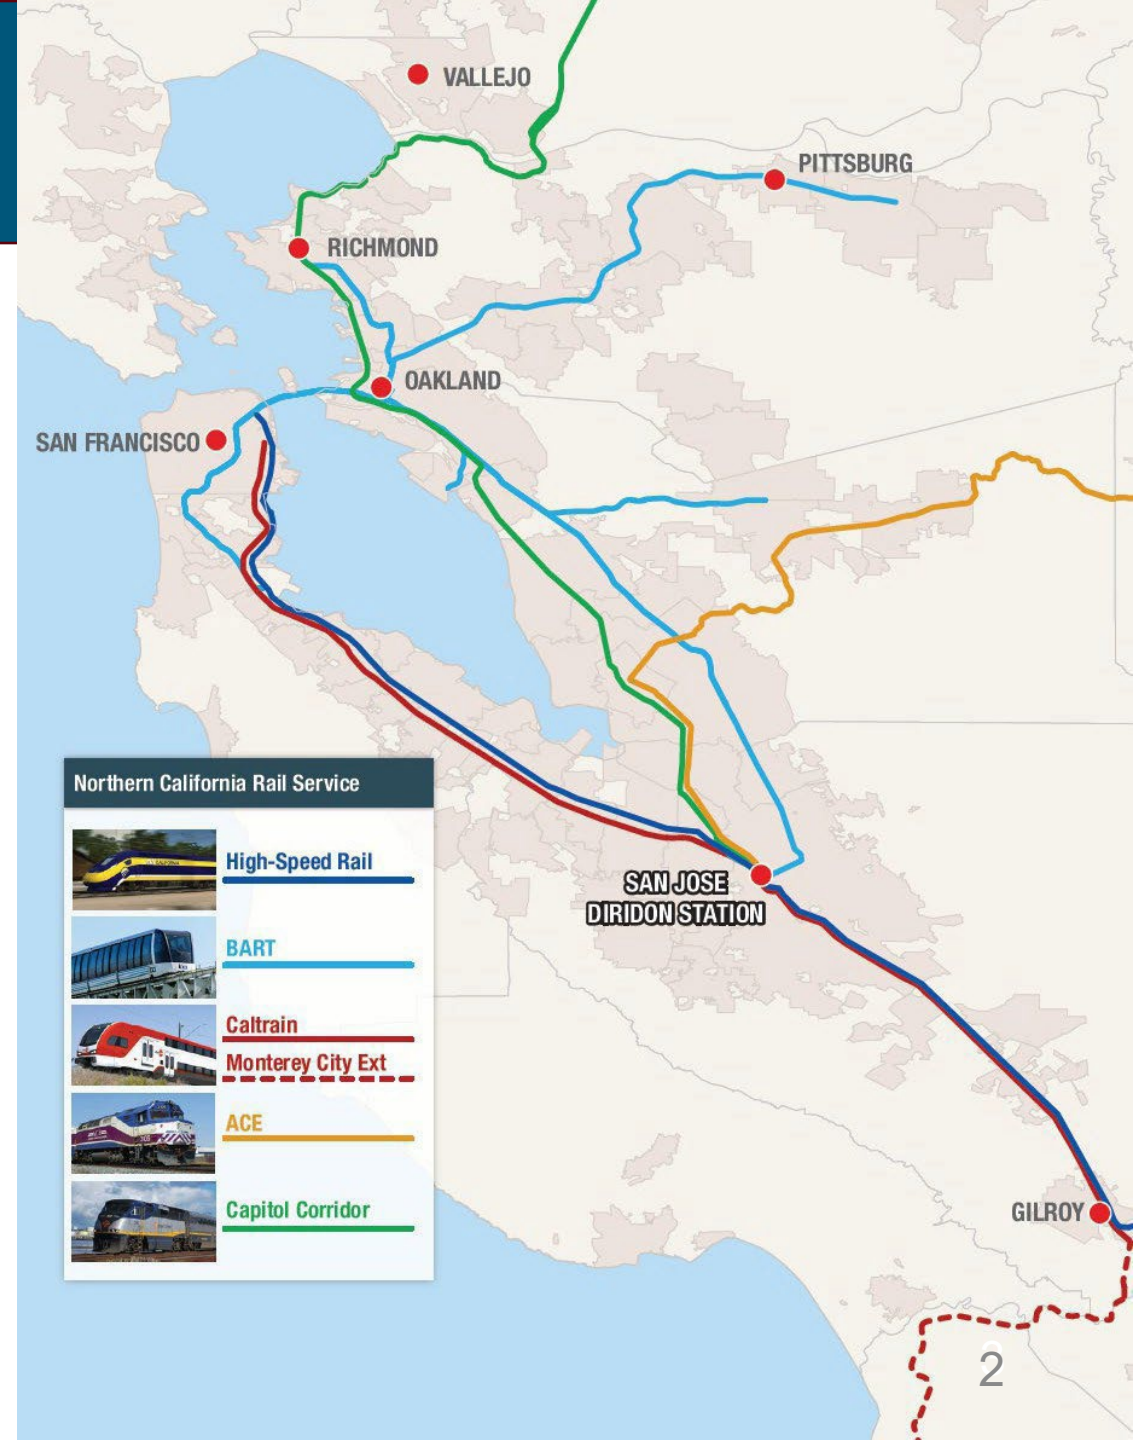 VALLEJO
PITTSBURG
RICHMOND
OAKLAND
SAN FRANCISCO
Northern California Rail Service
High-Speed Rail
BART
Caltrain
Monterey City Ext
ACE
Capitol Corridor
SAN JOSE
DIRIDON STATION
GILROY
2